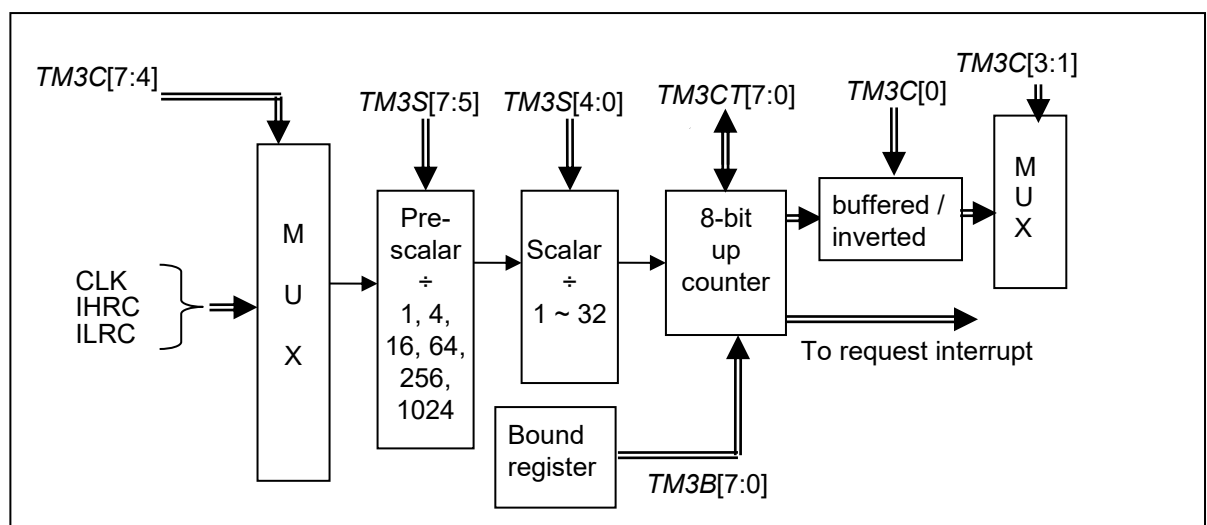 TM3C[7:4]
TM3S[7:5]
TM3S[4:0]
TM3CT[7:0]
TM3C[0]
TM3C[3:1]
CLK
IHRC
ILRC
M
U
X
Pre-
scalar
÷
1, 4,
16, 64,
256,
1024
Scalar
÷
1 ~ 32
8-bit
up
counter
buffered /
inverted
M
U
X
To request interrupt
Bound
register
TM3B[7:0]